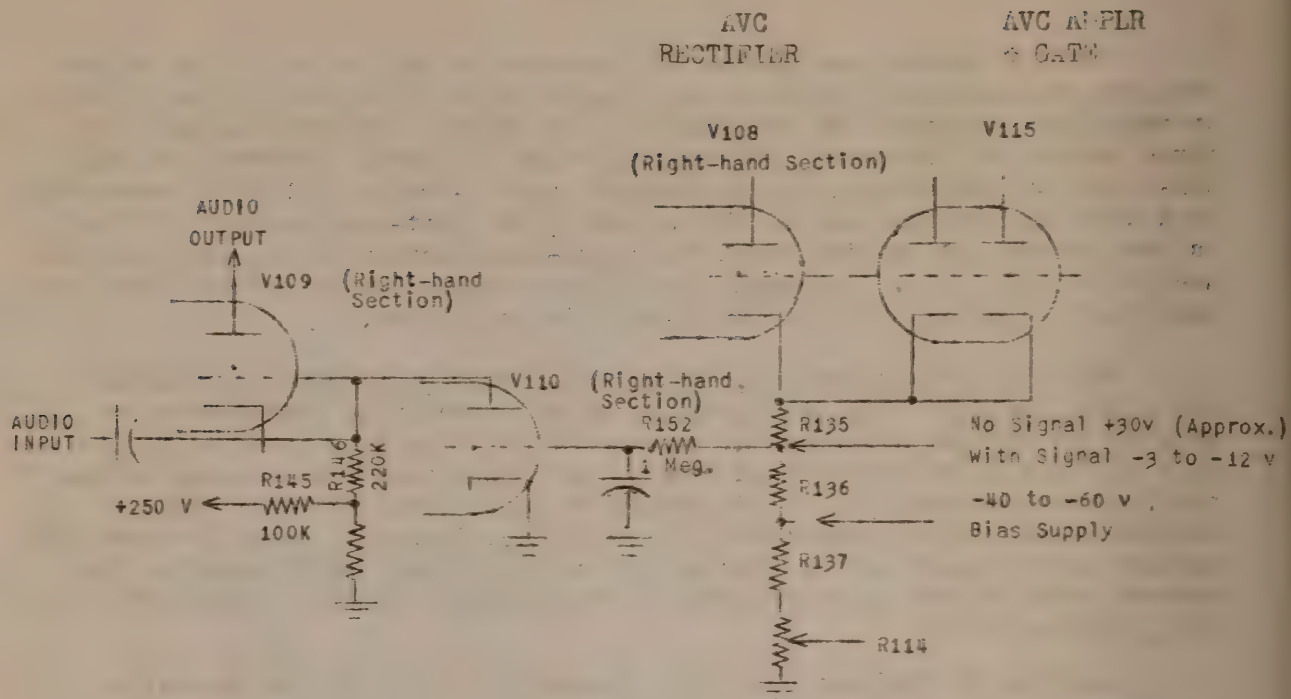 AVC
RECTIFIER
AVC
V108
(Right-hand Section)
V115
AUDIO
OUTPUT
V109 (Right-hand
Section)
V110 (Right-hand
Section)
AUDIO
INPUT
R146
220K
R145
+250 V
100K
R152
1 Meg.
R135
No Signal +30v (Approx.)
With Signal -3 to -12 v
R136
-40 to -60 v
Bias Supply
R137
R114